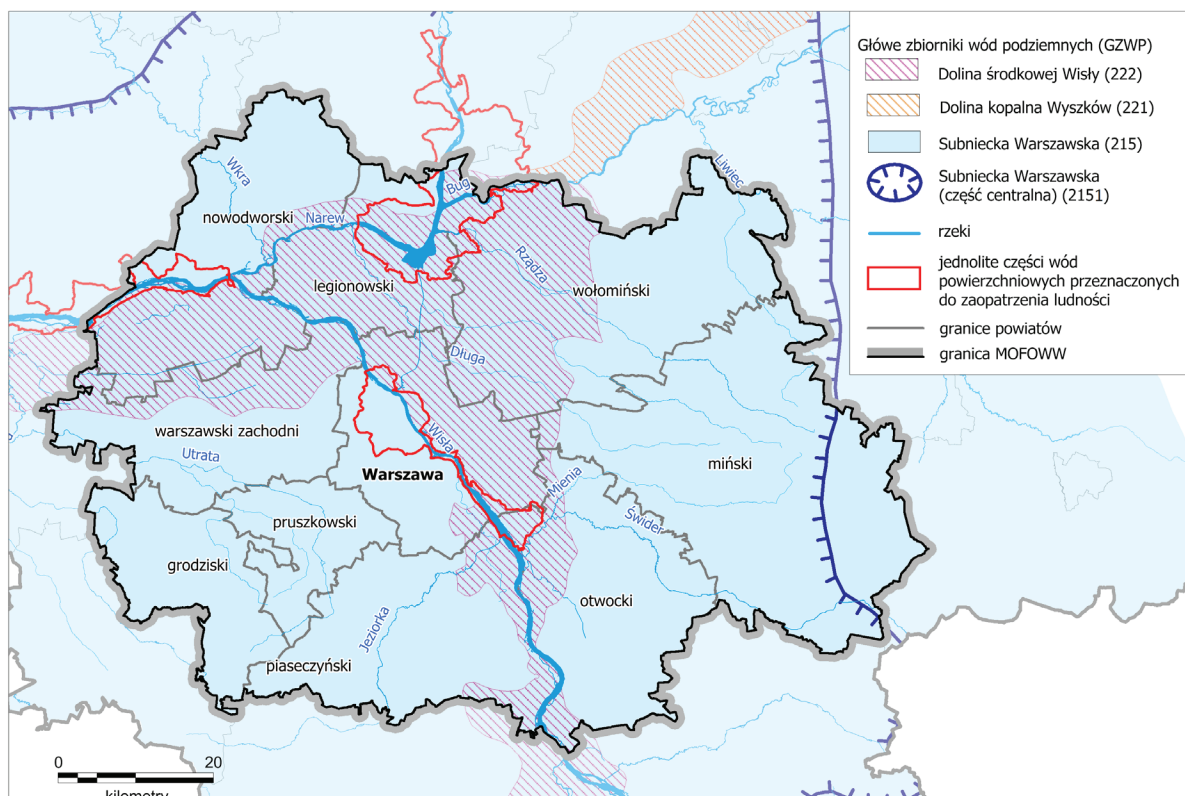 Głowe zbiorniki wód podziemnych (GZWP)
Dolina środkowej Wisły (222)
Dolina kopalna Wyszków (221)
Subniecka Warszawska (215)
Subniecka Warszawska
(część centralna) (2151)
rzeki
jednolite części wód
powierzchniowych przeznaczonych
do zaopatrzenia ludności
granice powiatów
granica MOFOWW
Wkra
Liwiec
Bug
nowodworski
Narew
Rządza
legionowski
wołomiński
Długa
warszawski zachodni
Wisła
Utrata
Warszawa
miński
Mienia
pruszkowski
Świder
grodziski
otwocki
Jeziorka
piaseczyński
0 20
kilometry